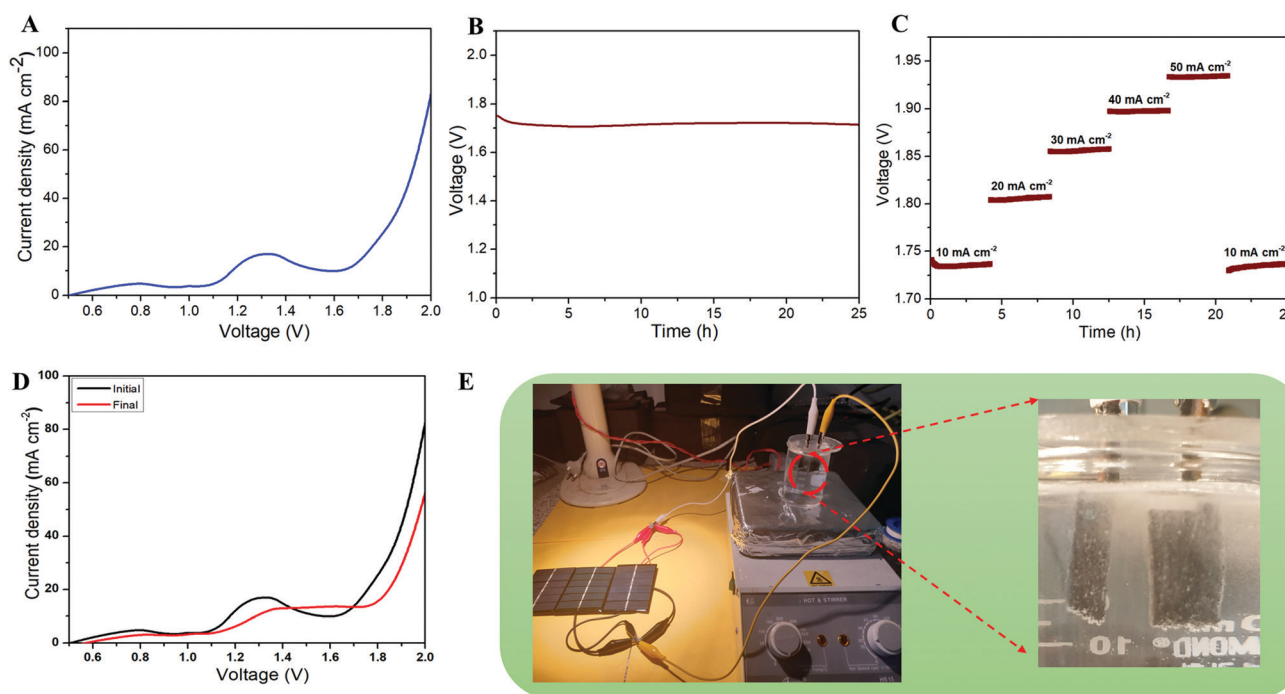 A
Current density (mA cm-2)
100
80
60
40
20
0
0.6 0.8 1.0 1.2 1.4 1.6 1.8 2.0
Voltage (V)
B
Voltage (V)
2.0
1.8
1.6
1.4
1.2
1.0
0 5 10 15 20 25
Time (h)
C
Voltage (V)
1.95
1.90
1.85
1.80
1.75
1.70
50 mA cm-2
40 mA cm-2
30 mA cm-2
20 mA cm-2
10 mA cm-2
10 mA cm-2
0 5 10 15 20 25
Time (h)
D
Current density (mA cm-2)
100
80
60
40
20
0
Initial
Final
0.6 0.8 1.0 1.2 1.4 1.6 1.8 2.0
Voltage (V)
E
HOT & STIRRER
10
MOND